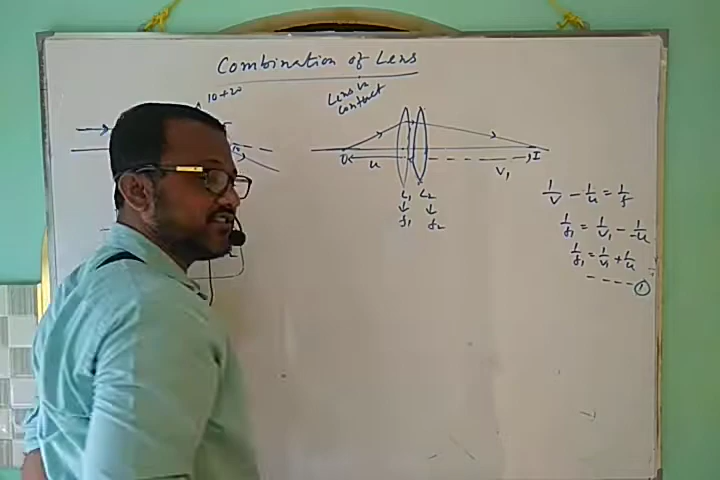 Combination of Lens
Lens in
contact
10+20
O
u
I
V₁
L₁ L₂
↓ ↓
f₁ f₂
1/v - 1/u = 1/f
1/f₁ = 1/v₁ - 1/-u
1/f₁ = 1/v₁ + 1/u
------ ①